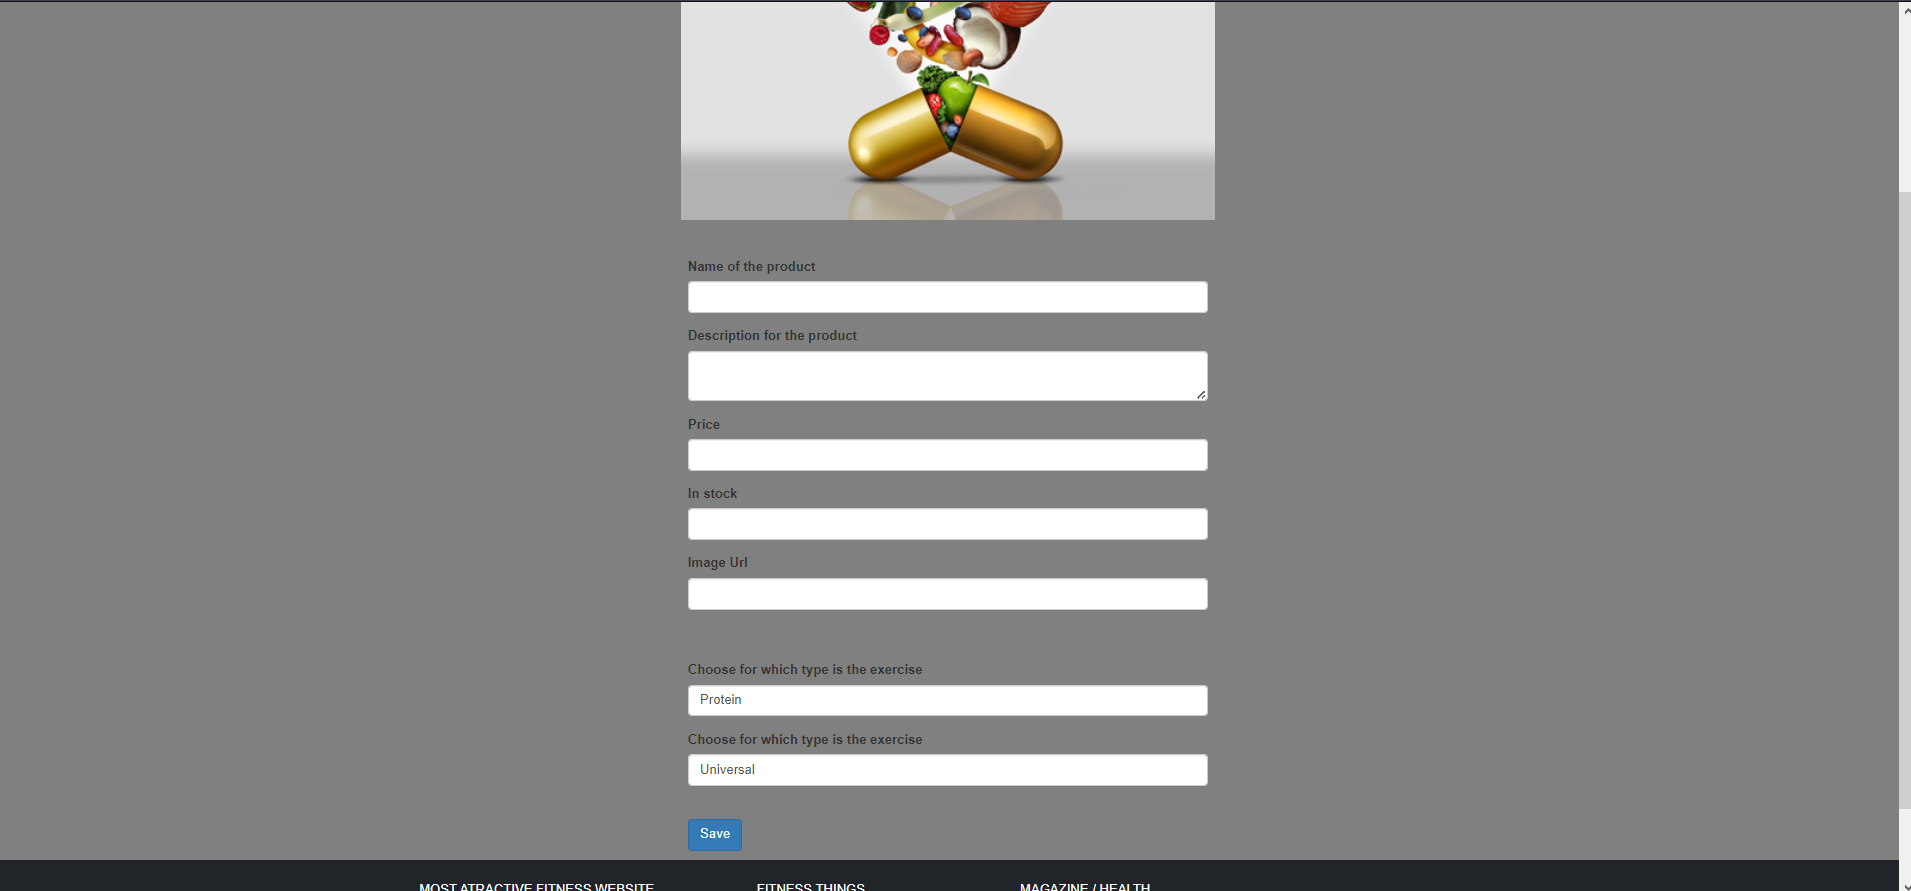 Name of the product
Description for the product
Price
In stock
Image Url
Choose for which type is the exercise
Protein
Choose for which type is the exercise
Universal
Save
MOST ATRACTIVE FITNESS WEBSITE
FITNESS THINGS
MAGAZINE / HEALTH